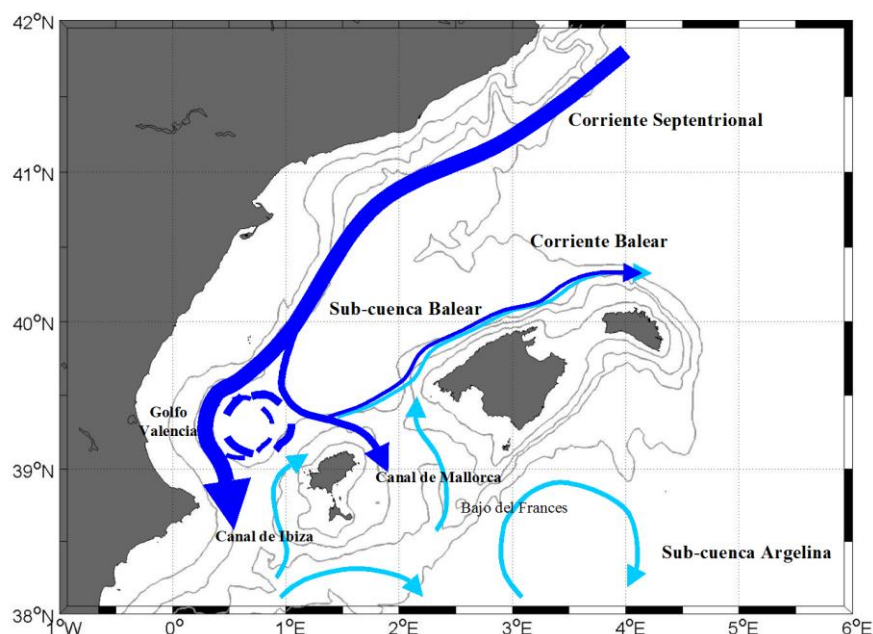 42°N
Corriente Septentrional
41°N
Corriente Balear
Sub-cuenca Balear
40°N
Golfo
Valencia
39°N
Canal de Mallorca
Bajo del Frances
Canal de Ibiza
Sub-cuenca Argelina
38°N
1°W
0°
1°E
2°E
3°E
4°E
5°E
6°E